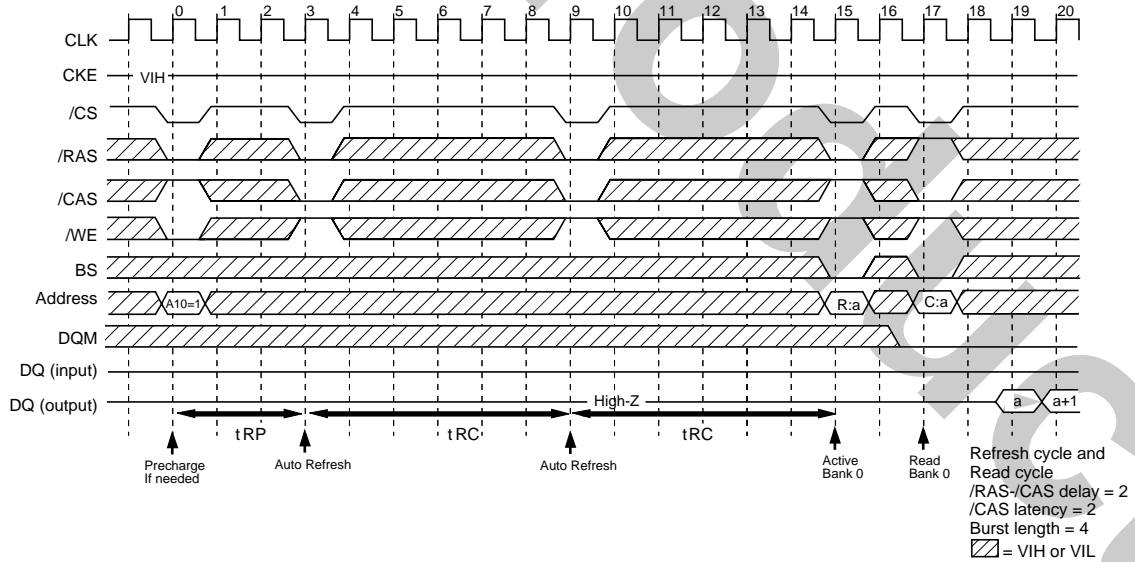 0 1 2 3 4 5 6 7 8 9 10 11 12 13 14 15 16 17 18 19 20
CLK
CKE VIH
/CS
/RAS
/CAS
/WE
BS
Address A10=1 R:a C:a
DQM
DQ (input)
DQ (output) High-Z a a+1
tRP tRC tRC
Precharge
If needed
Auto Refresh
Auto Refresh
Active
Bank 0
Read
Bank 0
Refresh cycle and
Read cycle
/RAS-/CAS delay = 2
/CAS latency = 2
Burst length = 4
= VIH or VIL